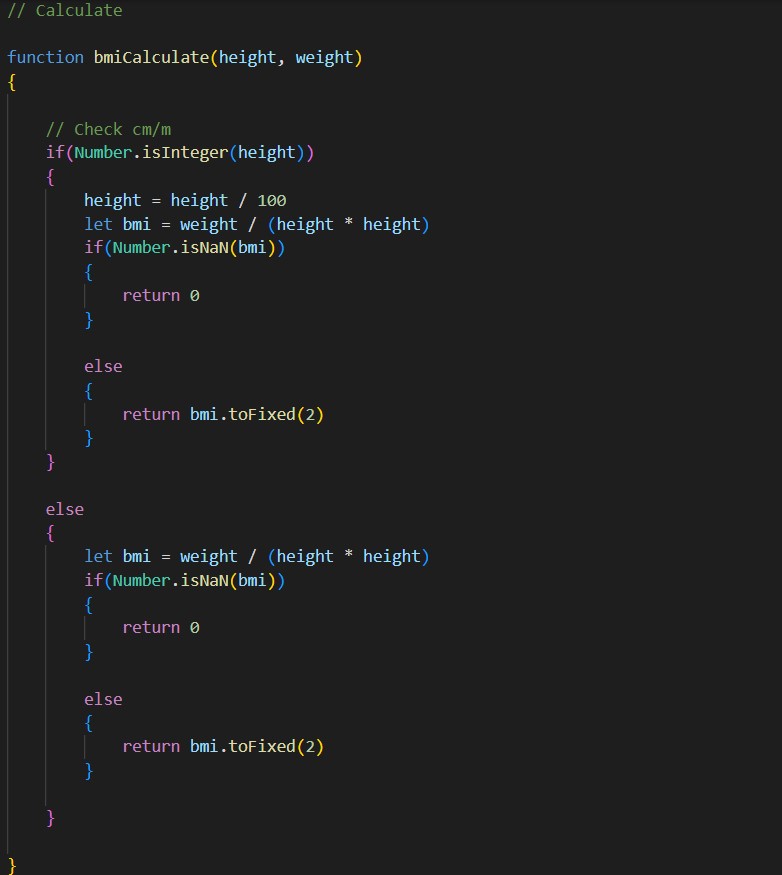 // Calculate
function bmiCalculate(height, weight)
{
// Check cm/m
if(Number.isInteger(height))
{
height = height / 100
let bmi = weight / (height * height)
if(Number.isNaN(bmi))
{
return 0
}
else
{
return bmi.toFixed(2)
}
}
else
{
let bmi = weight / (height * height)
if(Number.isNaN(bmi))
{
return 0
}
else
{
return bmi.toFixed(2)
}
}
}